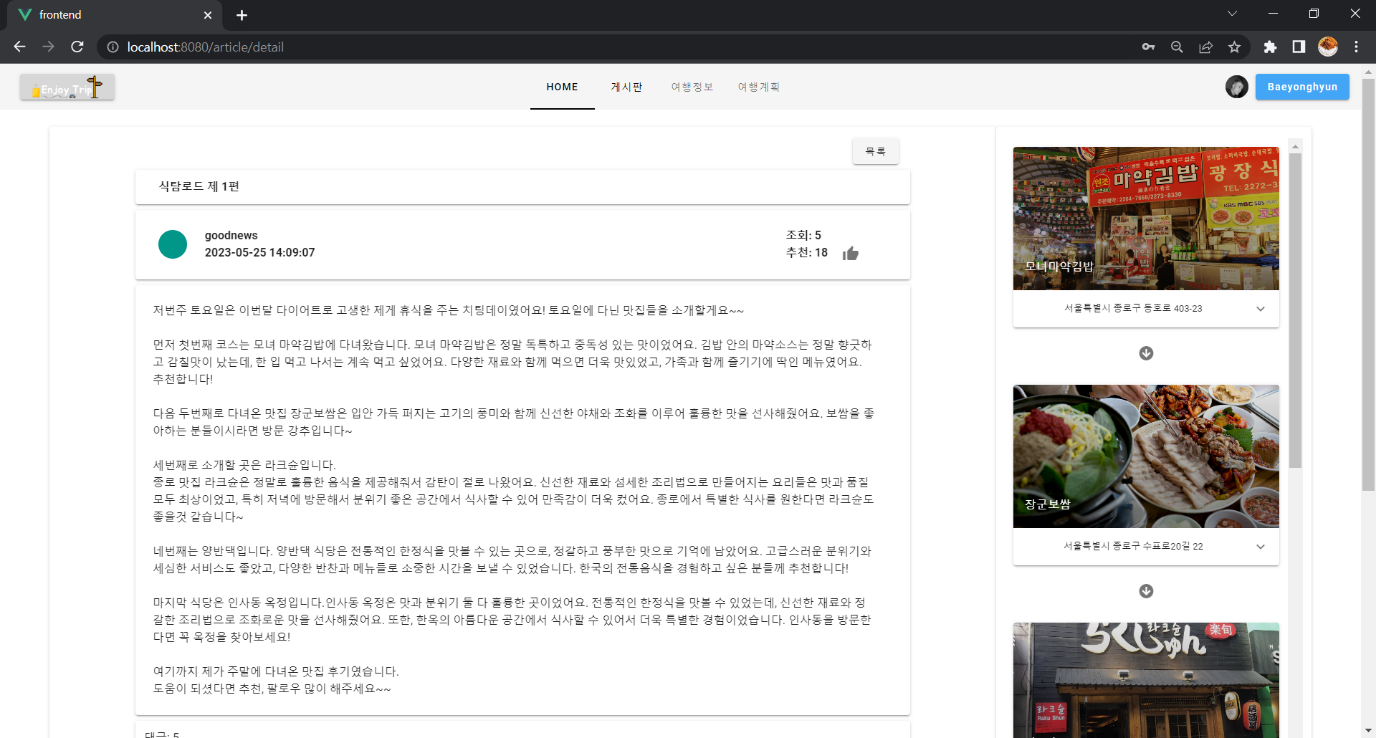 frontend
localhost:8080/article/detail
Enjoy Trip
HOME
게시판
여행정보
여행계획
Baeyonghyun
목록
식탐로드 제 1편
goodnews
2023-05-25 14:09:07
조회: 5
추천: 18
저번주 토요일은 이번달 다이어트로 고생한 제게 휴식을 주는 치팅데이였어요! 토요일에 다닌 맛집들을 소개할게요~~
먼저 첫번째 코스는 모녀 마약김밥에 다녀왔습니다. 모녀 마약김밥은 정말 독특하고 중독성 있는 맛이었어요. 김밥 안의 마약소스는 정말 향긋하
고 감칠맛이 났는데, 한 입 먹고 나서는 계속 먹고 싶었어요. 다양한 재료와 함께 먹으면 더욱 맛있었고, 가족과 함께 즐기기에 딱인 메뉴였어요.
추천합니다!
다음 두번째로 다녀온 맛집 장군보쌈은 입안 가득 퍼지는 고기의 풍미와 함께 신선한 야채와 조화를 이루어 훌륭한 맛을 선사해줬어요. 보쌈을 좋
아하는 분들이시라면 방문 강추입니다~
세번째로 소개할 곳은 라크슌입니다.
종로 맛집 라크슌은 정말로 훌륭한 음식을 제공해줘서 감탄이 절로 나왔어요. 신선한 재료와 섬세한 조리법으로 만들어지는 요리들은 맛과 품질
모두 최상이었고, 특히 저녁에 방문해서 분위기 좋은 공간에서 식사할 수 있어 만족감이 더욱 컸어요. 종로에서 특별한 식사를 원한다면 라크슌도
좋을것 같습니다~
네번째는 양반댁입니다. 양반댁 식당은 전통적인 한정식을 맛볼 수 있는 곳으로, 정갈하고 풍부한 맛으로 기억에 남았어요. 고급스러운 분위기와
세심한 서비스도 좋았고, 다양한 반찬과 메뉴들로 소중한 시간을 보낼 수 있었습니다. 한국의 전통음식을 경험하고 싶은 분들께 추천합니다!
마지막 식당은 인사동 옥정입니다.인사동 옥정은 맛과 분위기 둘 다 훌륭한 곳이었어요. 전통적인 한정식을 맛볼 수 있었는데, 신선한 재료와 정
갈한 조리법으로 조화로운 맛을 선사해줬어요. 또한, 한옥의 아름다운 공간에서 식사할 수 있어서 더욱 특별한 경험이었습니다. 인사동을 방문한
다면 꼭 옥정을 찾아보세요!
여기까지 제가 주말에 다녀온 맛집 후기였습니다.
도움이 되셨다면 추천, 팔로우 많이 해주세요~~
댓글: 5
원조 마약김밥
광장시
TEL: 2272-3
KBS MBC SBS
모녀마약김밥
서울특별시 종로구 동호로 403-23
장군보쌈
서울특별시 종로구 수표로20길 22
らくしゅん
라크슌
楽旬
라크슌
Raku Shun